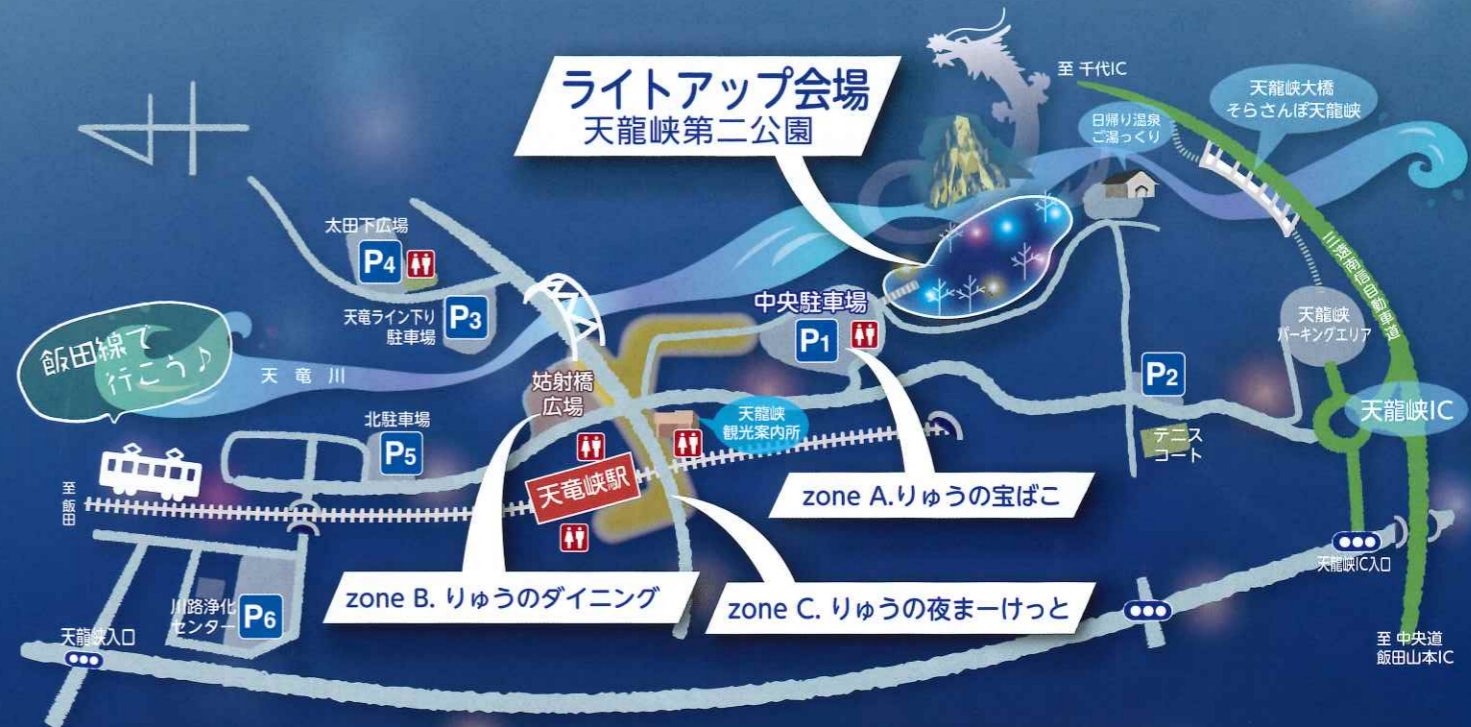 ライトアップ会場
天龍峡第二公園
至 千代IC
天龍峡大橋
そらさんぽ天龍峡
日帰り温泉
ご湯っくり
太田下広場
P4
天竜ライン下り
駐車場
P3
中央駐車場
P1
三遠南信自動車道
天龍峡
パーキングエリア
飯田線で
行こう♪
天竜川
姑射橋
広場
P2
天龍峡IC
北駐車場
P5
天龍峡
観光案内所
テニス
コート
至 飯田
天竜峡駅
zone A.りゅうの宝ばこ
天龍峡IC入口
zone B. りゅうのダイニング
zone C. りゅうの夜まーけっと
川路浄化
センター
P6
天龍峡入口
至 中央道
飯田山本IC